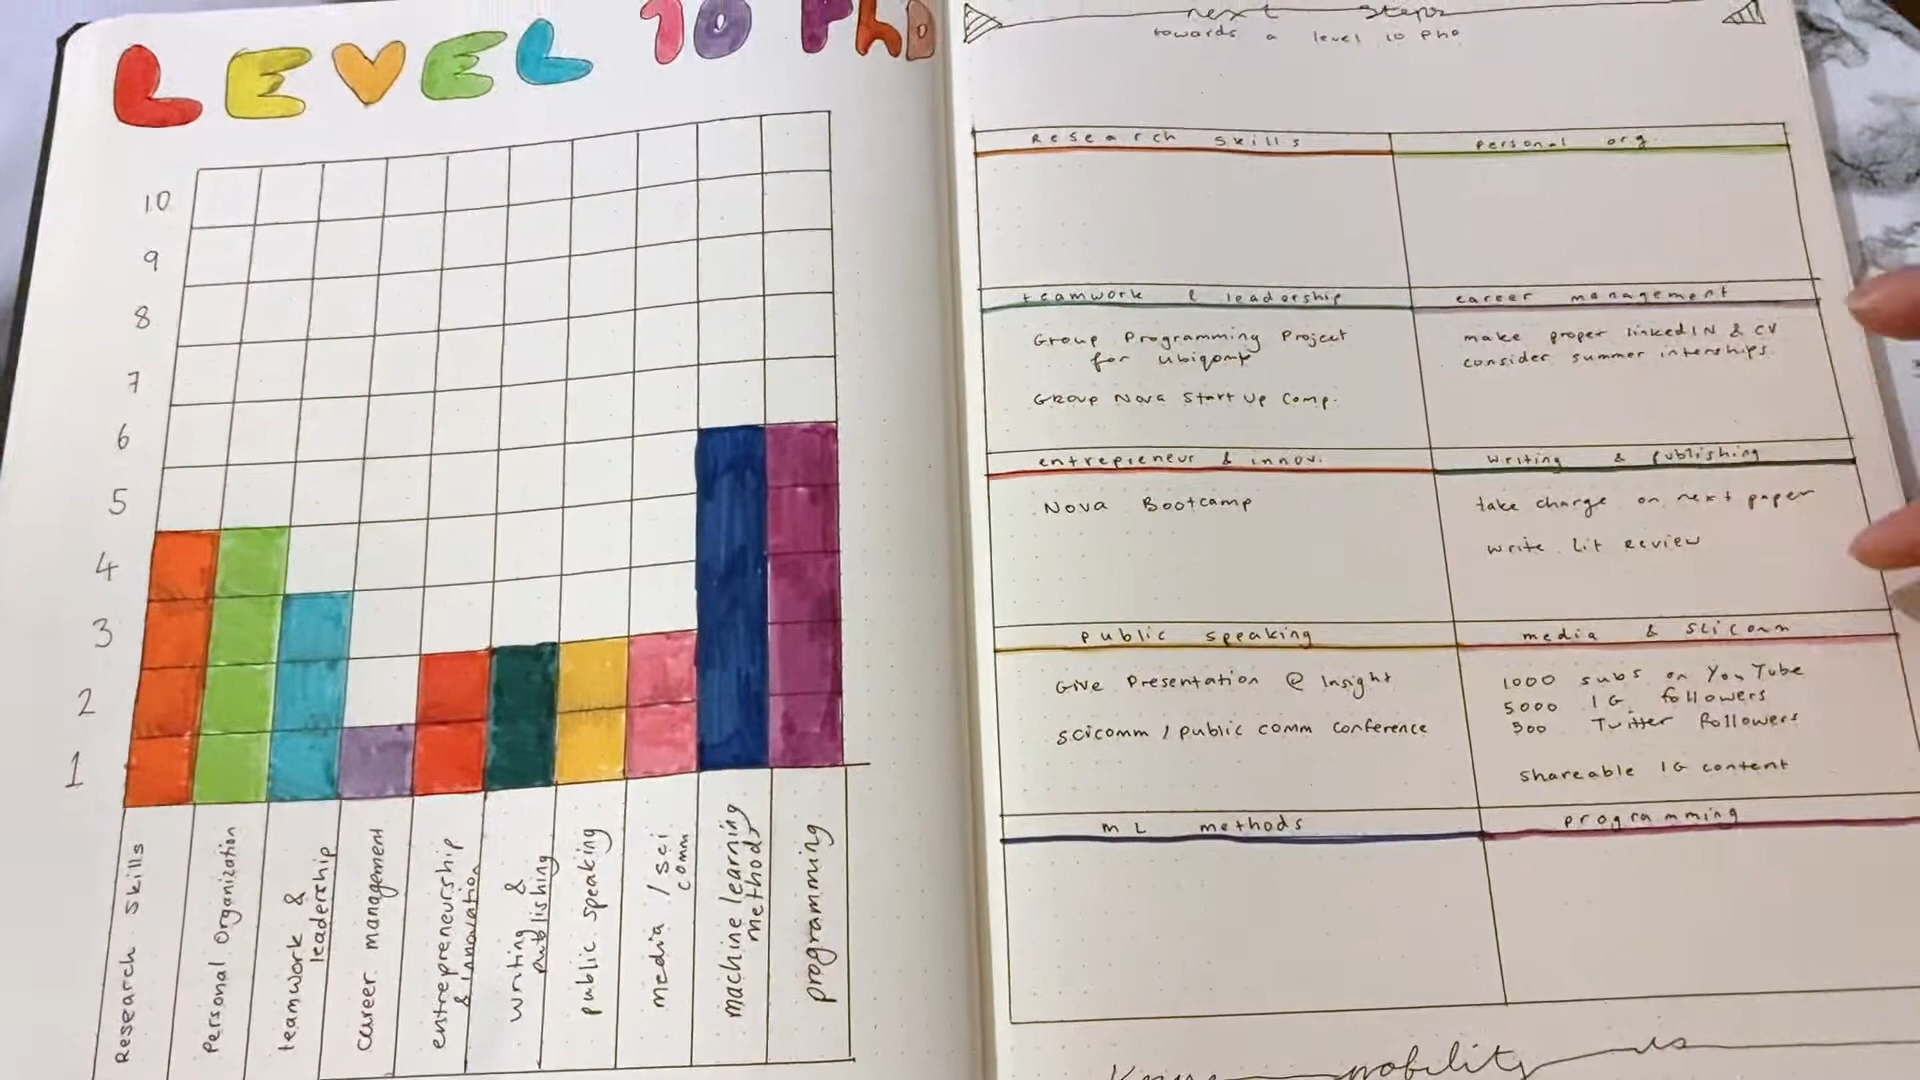 LEVEL 10 PhD
10
9
8
7
6
5
4
3
2
1
Research Skills
Personal Organization
teamwork &
leadership
career management
entrepreneurship
& innovation
writing &
publishing
public speaking
media / sci
comm
machine learning
methods
programming
next steps
towards a level 10 PhD
Research Skills
personal org.
teamwork & leadership
Group Programming Project
for Ubiqomp
Group Nova Start Up Comp.
career management
make proper linkedIN & CV
consider summer internships
entrepreneur & innov.
Nova Bootcamp
writing & publishing
take charge on next paper
write lit review
public speaking
Give Presentation @ Insight
scicomm / public comm conference
media & scicomm
1000 subs on YouTube
5000 IG followers
500 Twitter followers
shareable IG content
ML methods
programming
mobility is